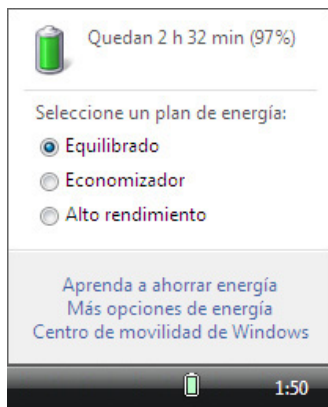 Quedan 2 h 32 min (97%)
Seleccione un plan de energía:
Equilibrado
Economizador
Alto rendimiento
Aprenda a ahorrar energía
Más opciones de energía
Centro de movilidad de Windows
1:50